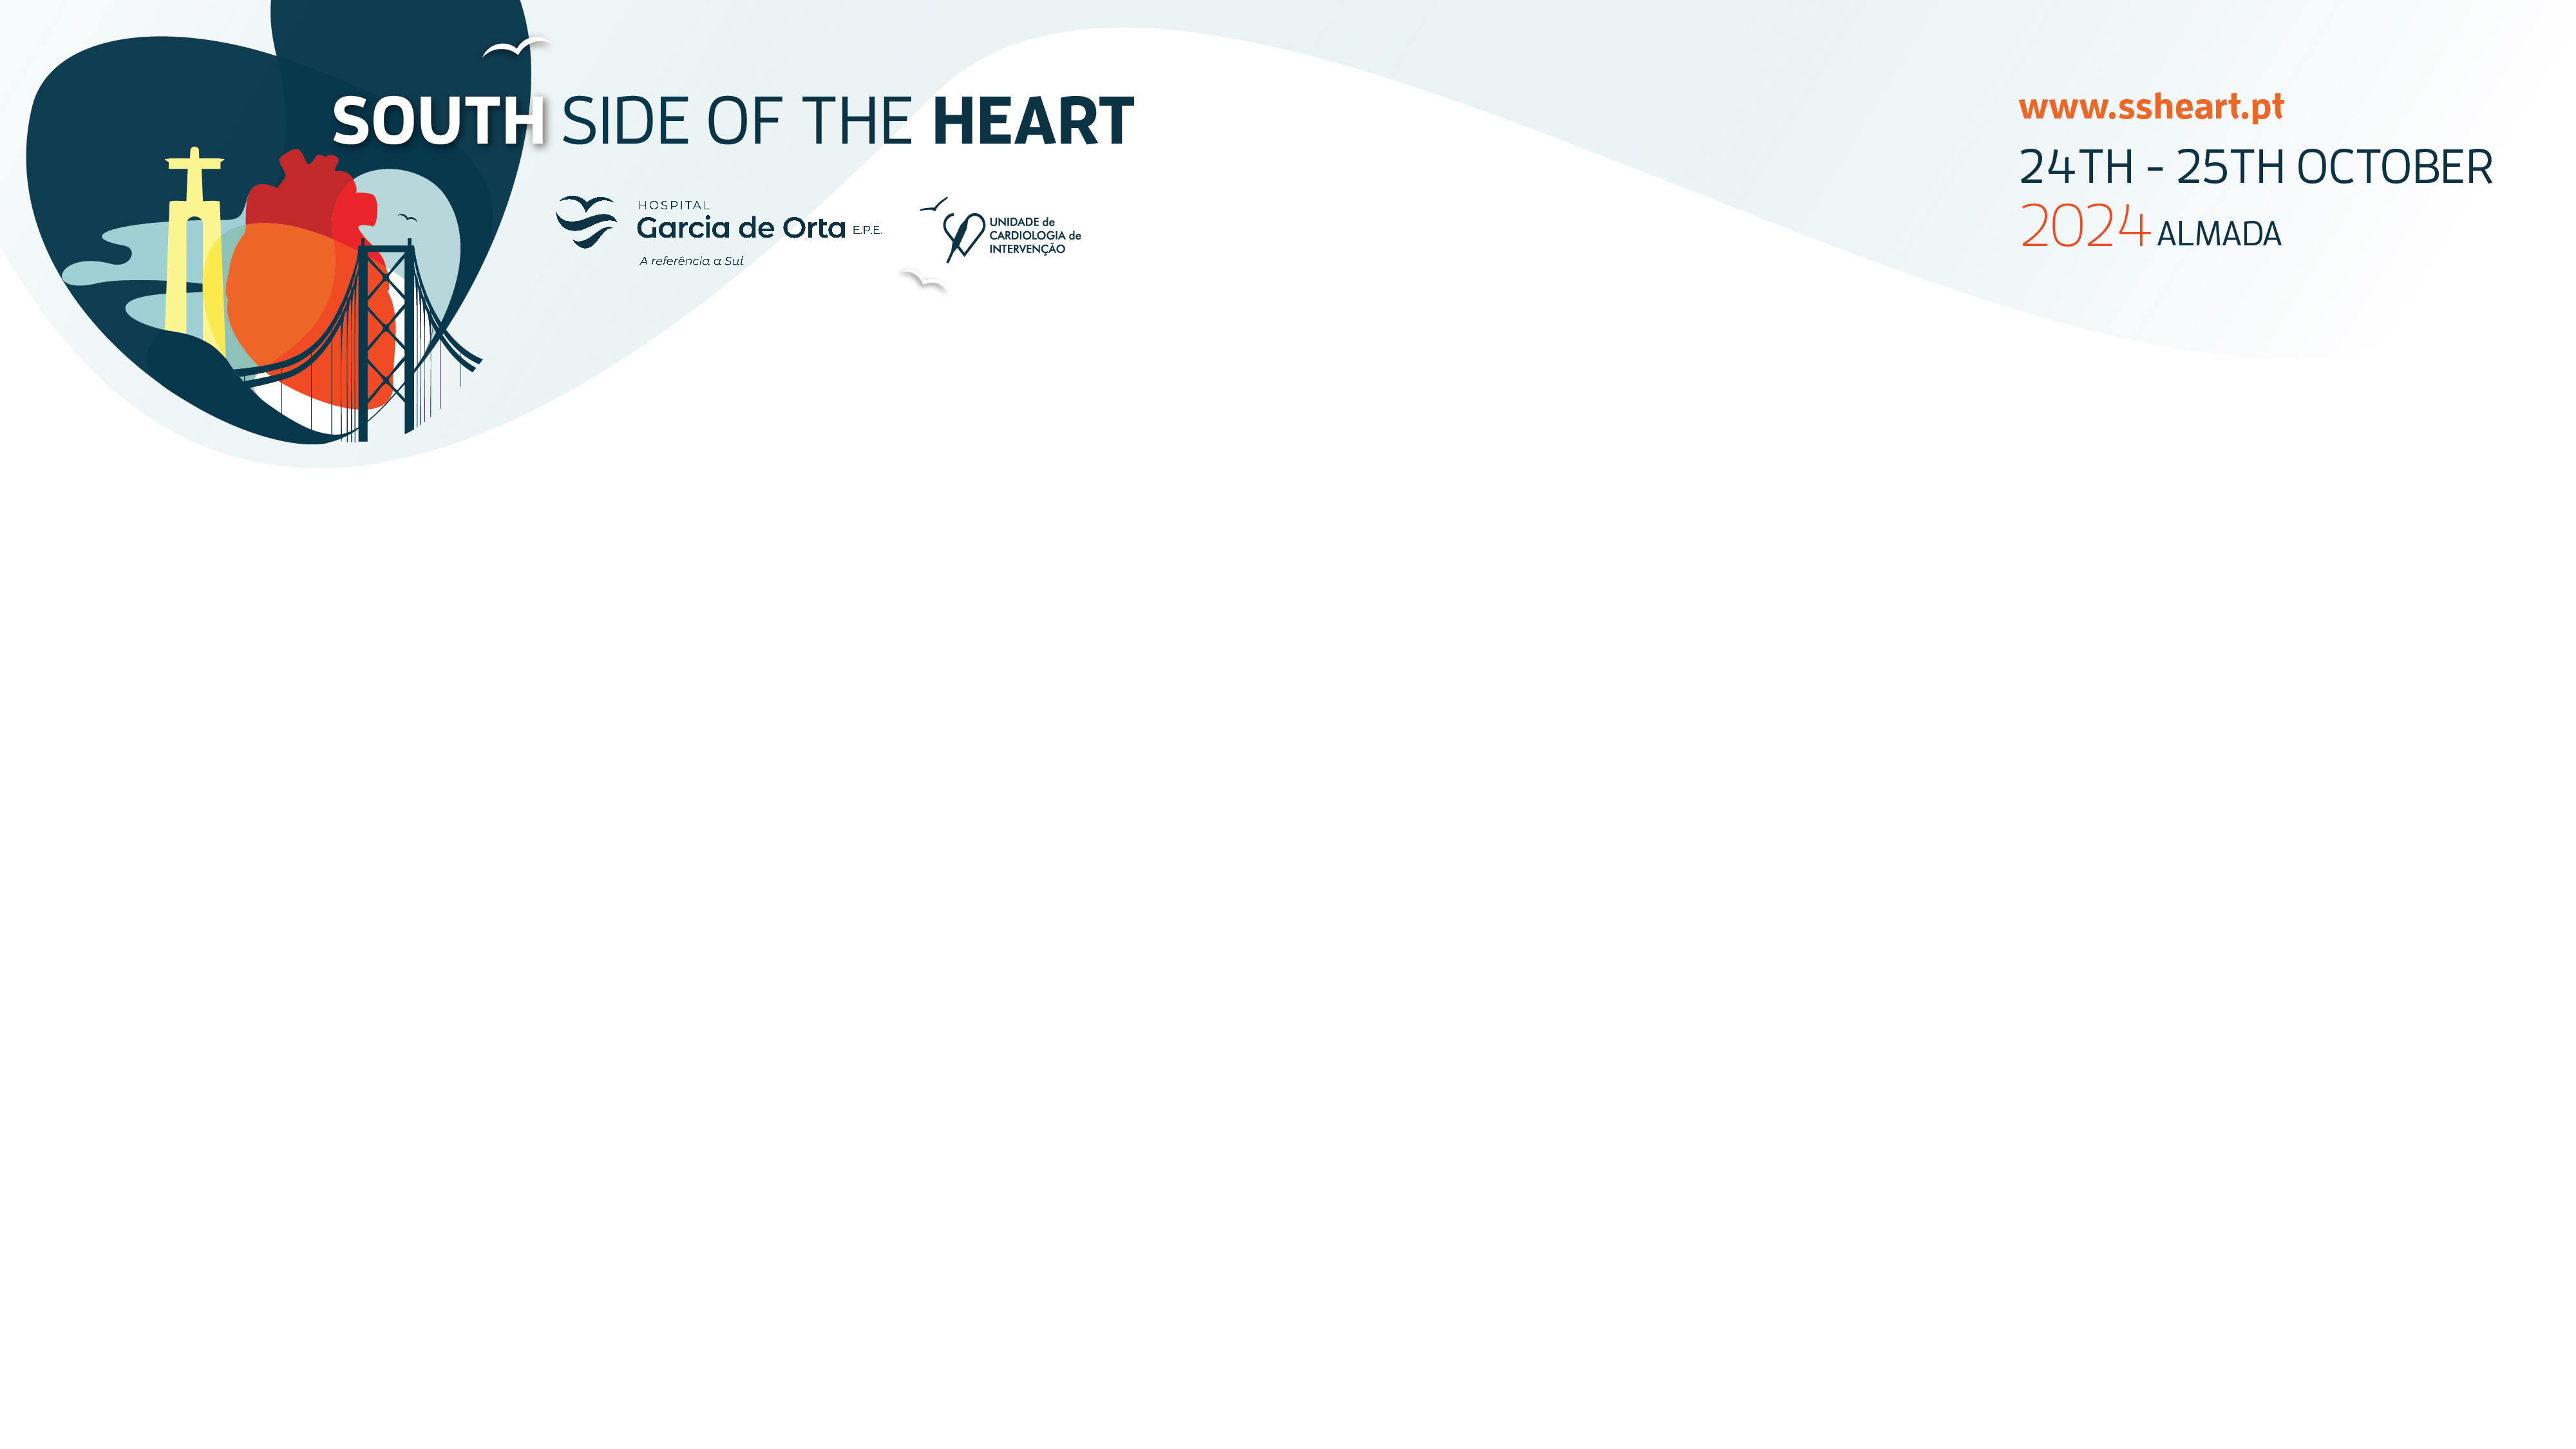 SOUTH SIDE OF THE HEART
HOSPITAL
Garcia de Orta E.P.E.
A referência a Sul
UNIDADE de
CARDIOLOGIA de
INTERVENÇÃO
www.ssheart.pt
24TH - 25TH OCTOBER
2024 ALMADA